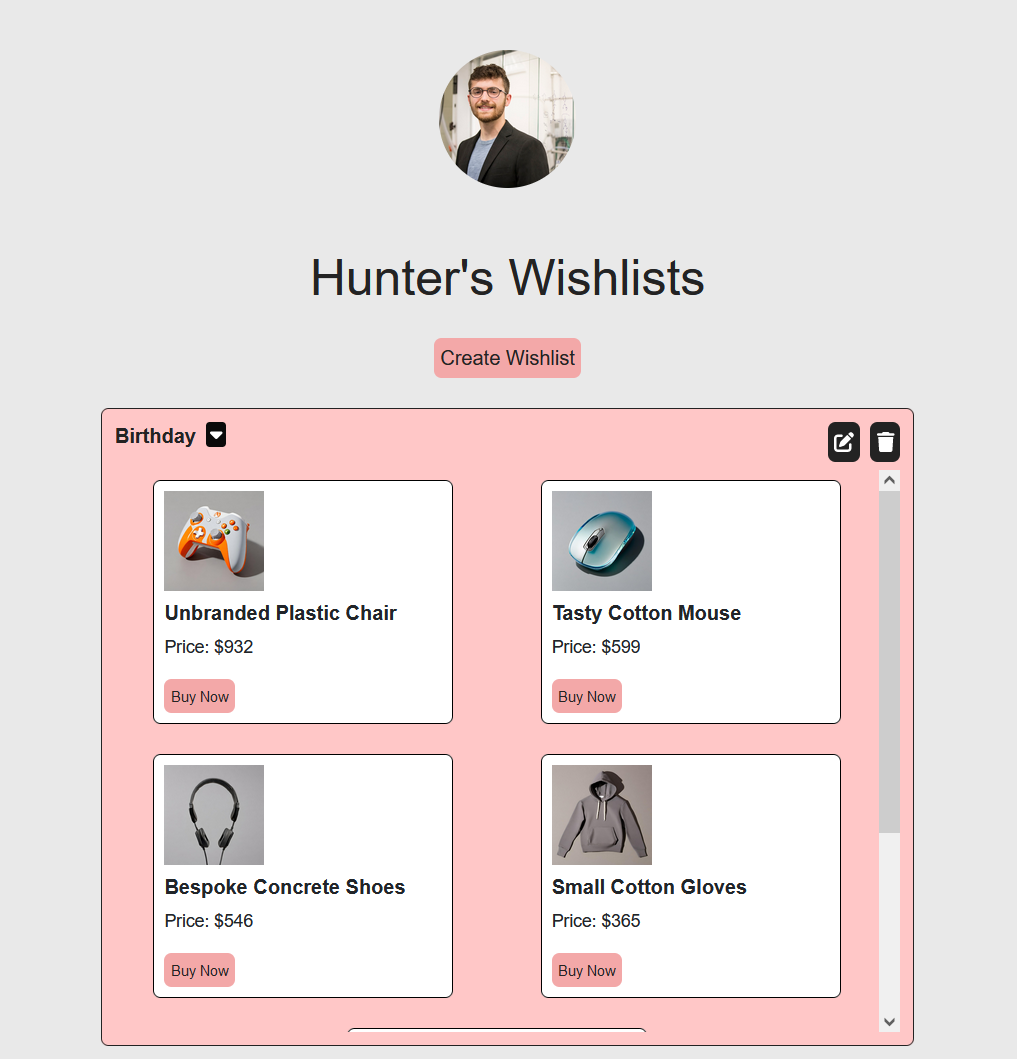 Hunter's Wishlists
Create Wishlist
Birthday
Unbranded Plastic Chair
Price: $932
Buy Now
Tasty Cotton Mouse
Price: $599
Buy Now
Bespoke Concrete Shoes
Price: $546
Buy Now
Small Cotton Gloves
Price: $365
Buy Now